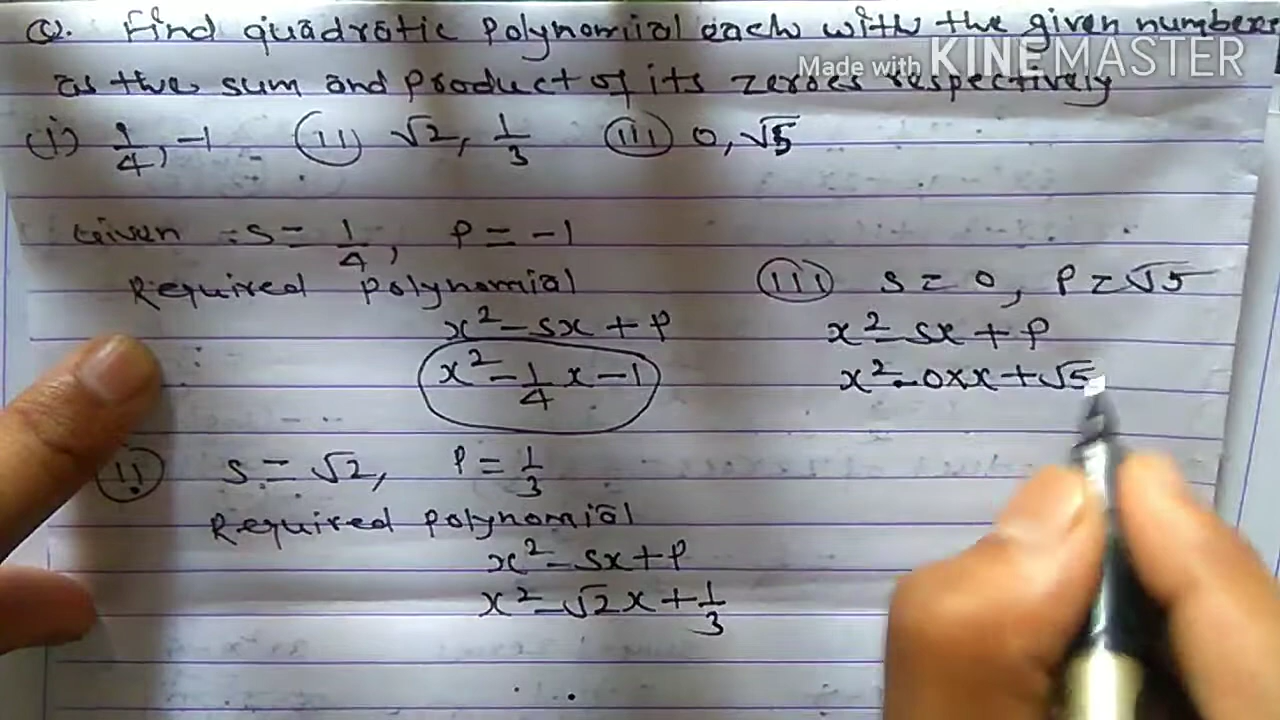 Q. Find quadratic polynomiial each with the given numbers
Made with KINEMASTER
as the sum and product of its zeroes respectively
(i) 1/4, -1 (ii) √2, 1/3 (iii) 0, √5
Given :- S = 1/4, P = -1
Required polynomial
x² - Sx + P
x² - 1/4 x - 1
(ii) S = √2, P = 1/3
Required polynomial
x² - Sx + P
x² - √2x + 1/3
(iii) S = 0, P = √5
x² - Sx + P
x² - 0×x + √5